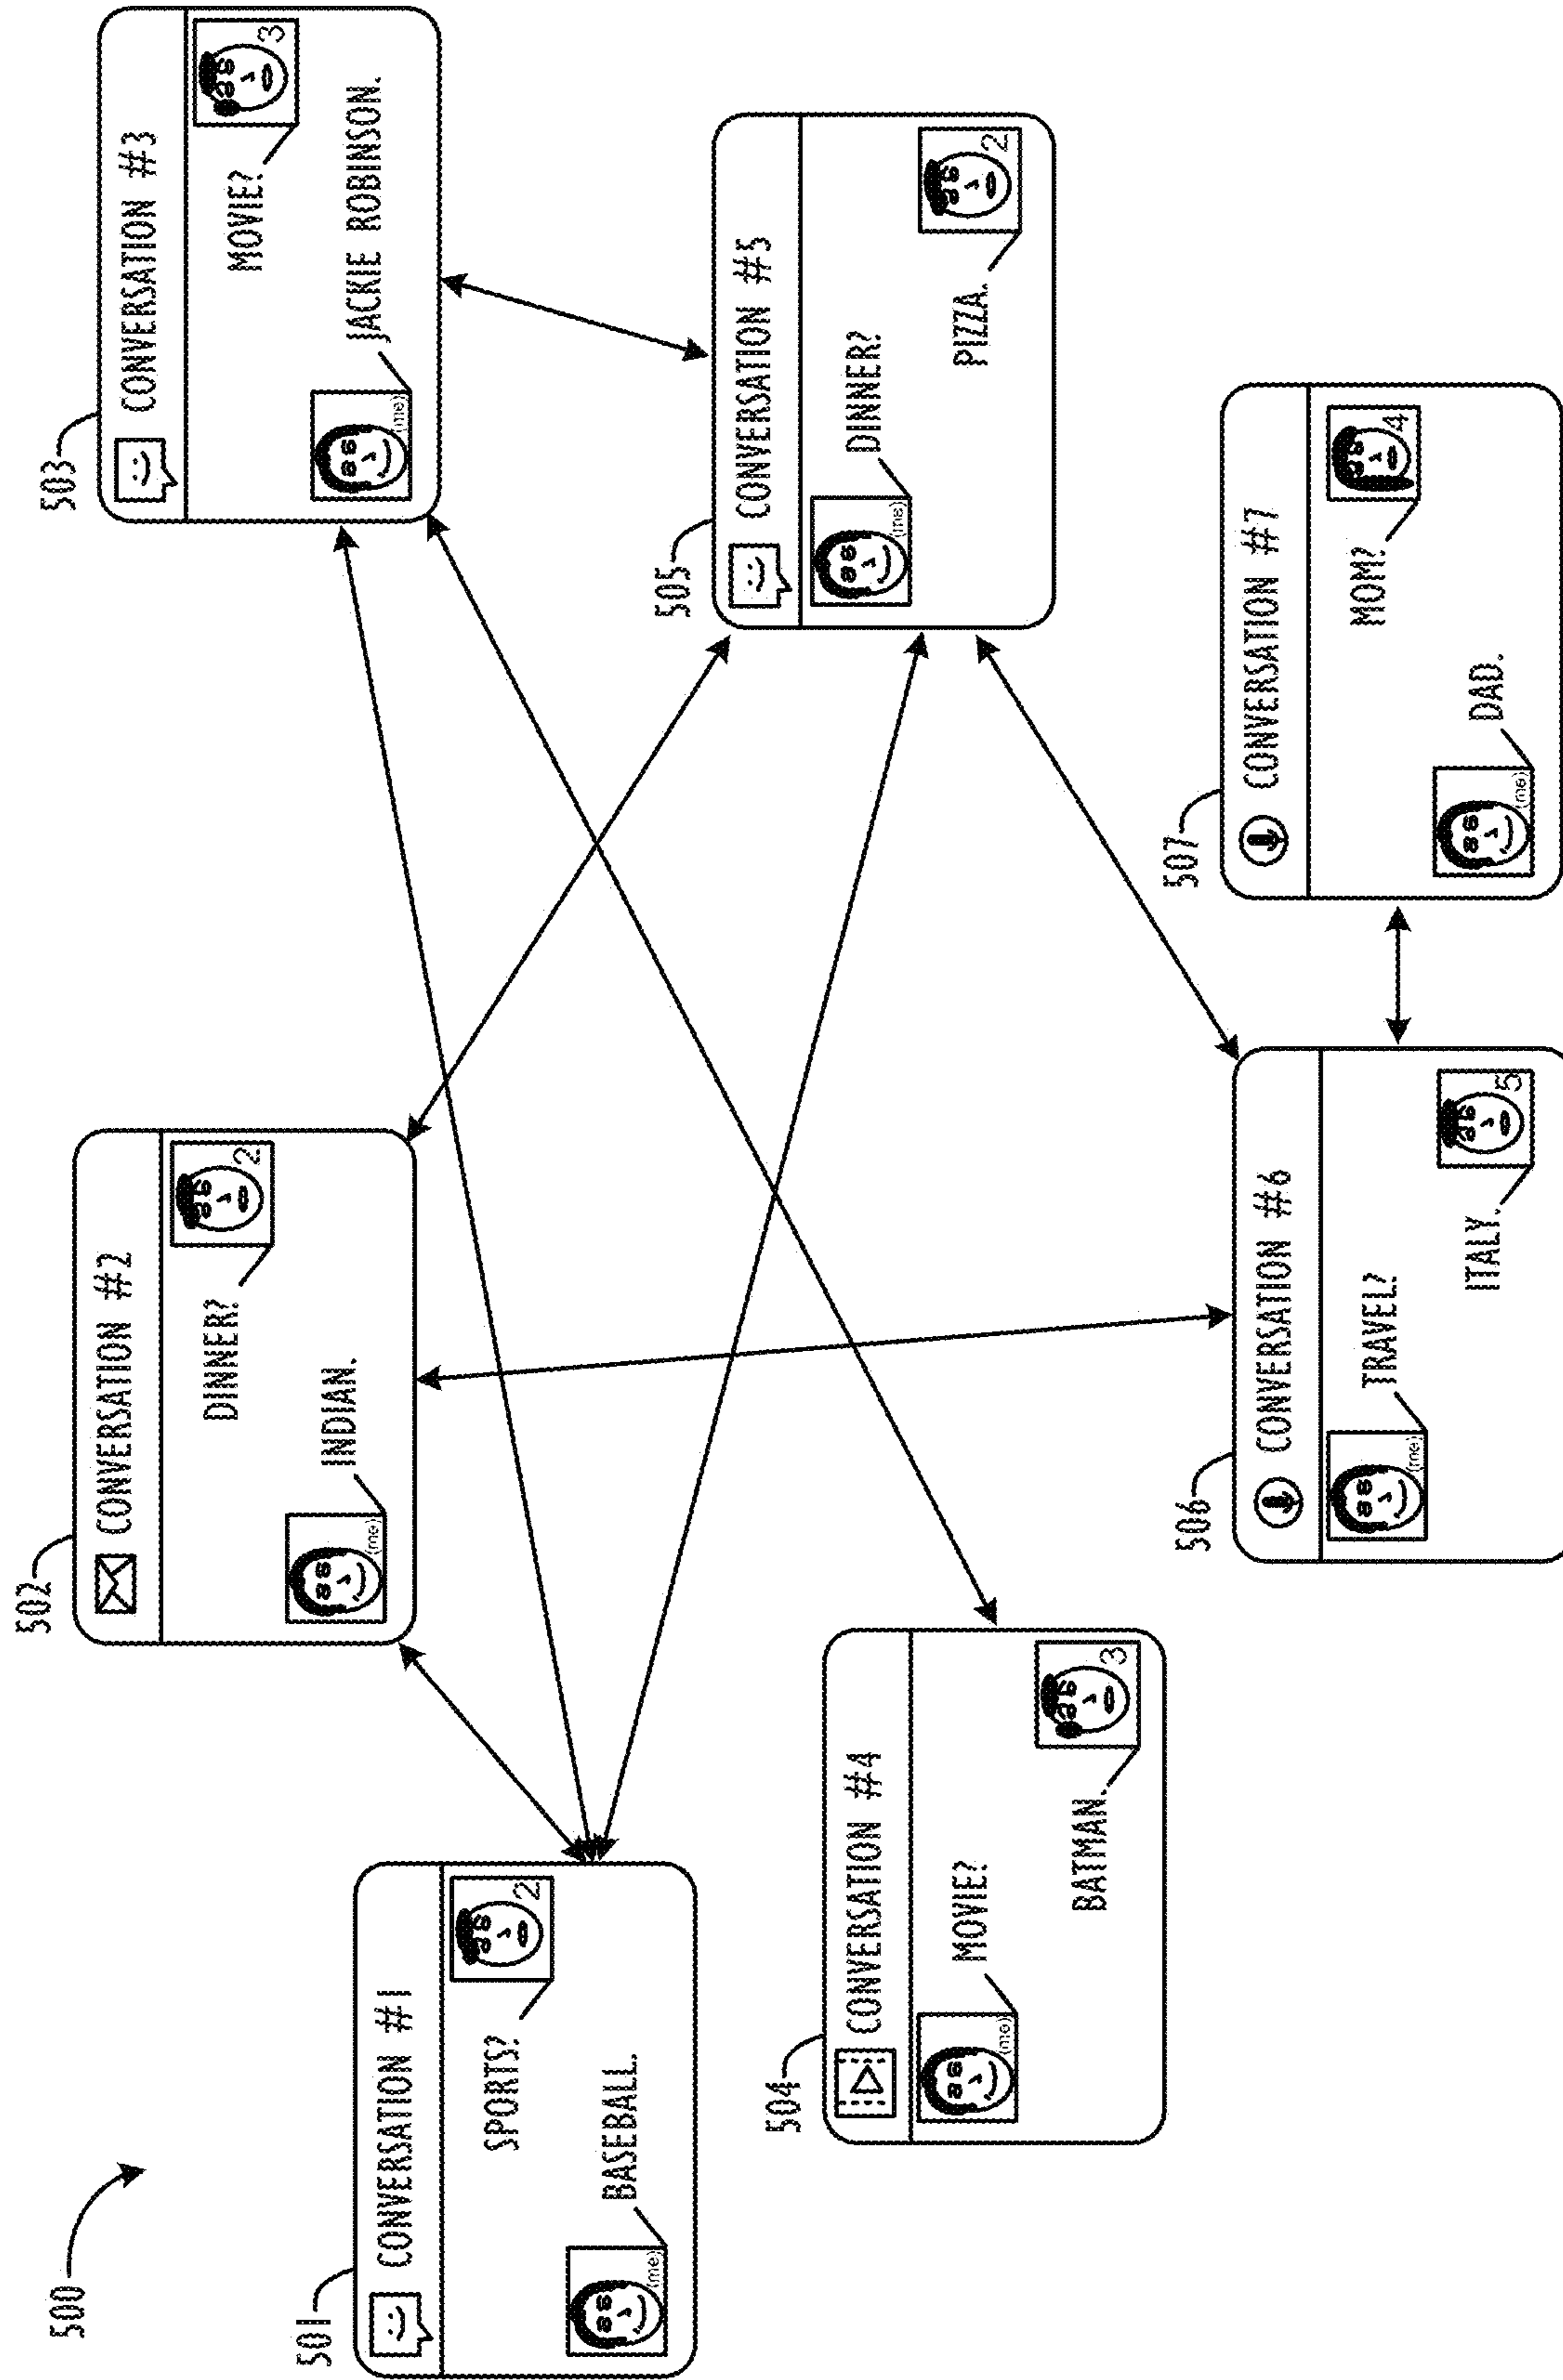 500
501
CONVERSATION #1
SPORTS?
2
BASEBALL.
(me)
502
CONVERSATION #2
DINNER?
2
INDIAN.
(me)
503
CONVERSATION #3
MOVIE?
3
JACKIE ROBINSON.
(me)
504
CONVERSATION #4
MOVIE?
(me)
BATMAN.
3
505
CONVERSATION #5
DINNER?
(me)
PIZZA.
2
506
CONVERSATION #6
TRAVEL?
(me)
ITALY.
5
507
CONVERSATION #7
MOM?
4
DAD.
(me)